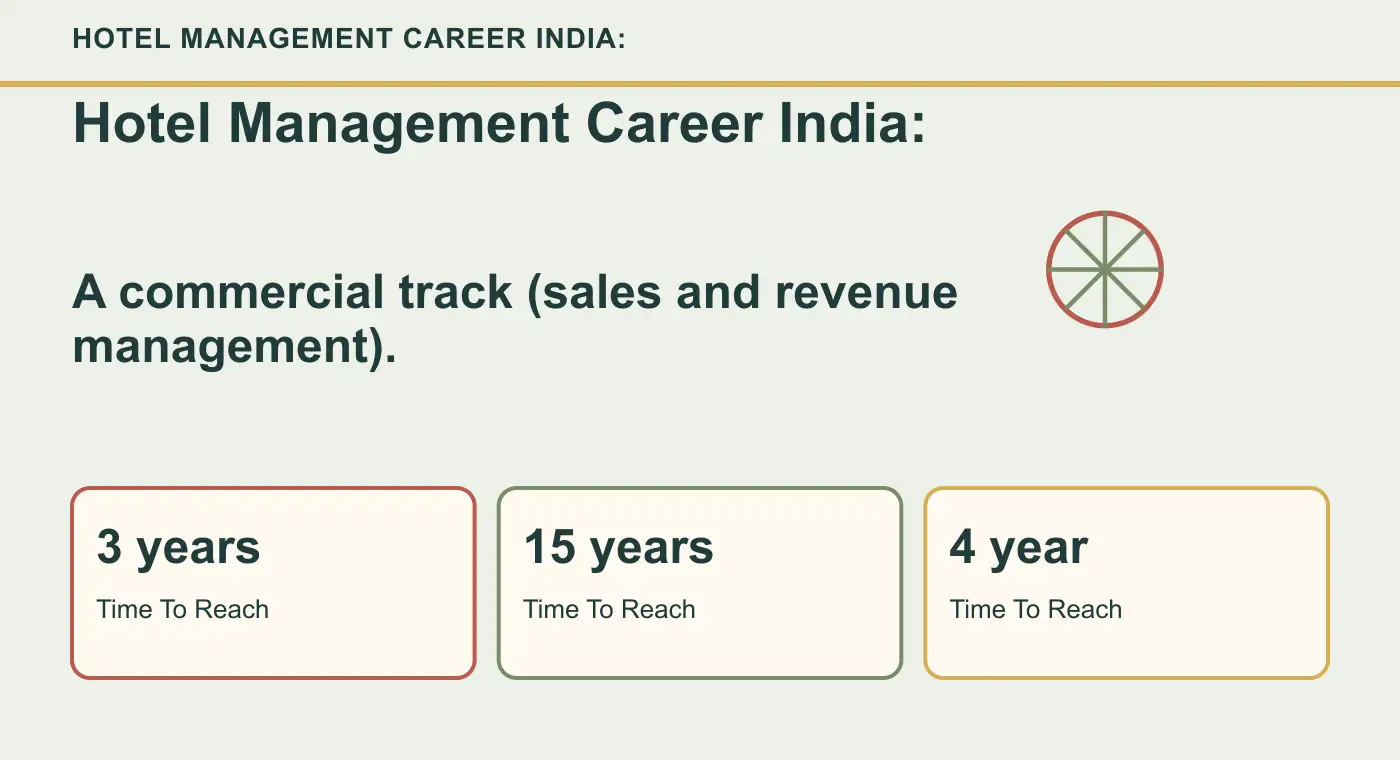 HOTEL MANAGEMENT CAREER INDIA:
Hotel Management Career India:
A commercial track (sales and revenue
management).
3 years
Time To Reach
15 years
Time To Reach
4 year
Time To Reach